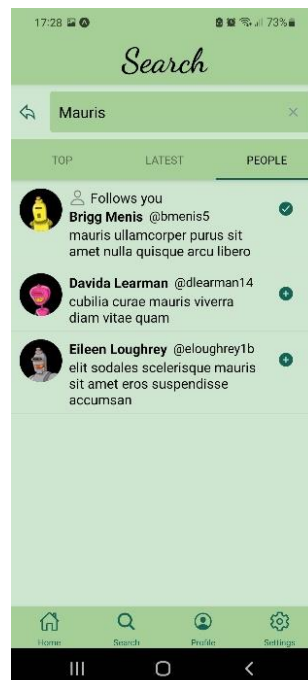 17:28 73%
Search
Mauris
TOP LATEST PEOPLE
Follows you
Brigg Menis @bmenis5
mauris ullamcorper purus sit
amet nulla quisque arcu libero
Davida Learman @dlearman14
cubilia curae mauris viverra
diam vitae quam
Eileen Loughrey @eloughrey1b
elit sodales scelerisque mauris
sit amet eros suspendisse
accumsan
Home Search Profile Settings